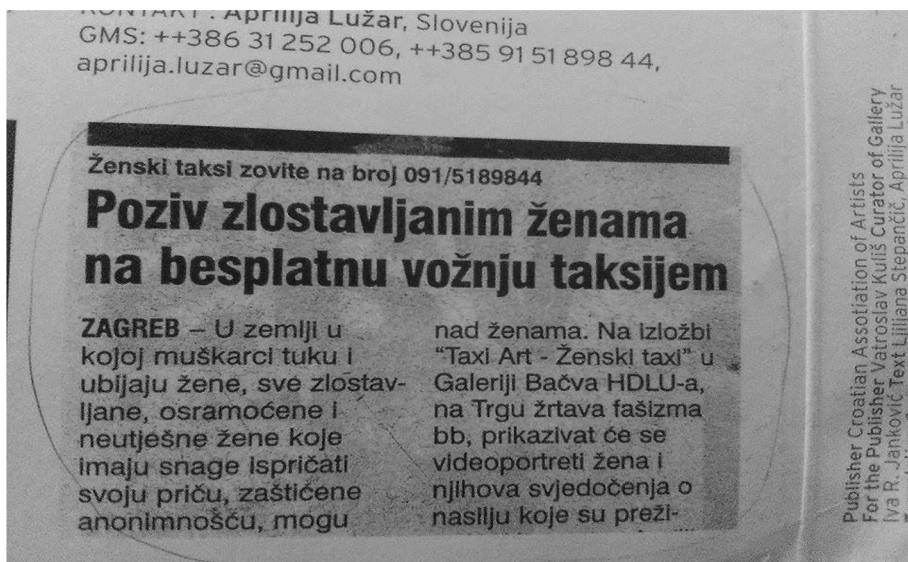 KONTAKT : Aprilija Lužar, Slovenija
GMS: ++386 31 252 006, ++385 91 51 898 44,
aprilija.luzar@gmail.com
Ženski taksi zovite na broj 091/5189844
Poziv zlostavljanim ženama
na besplatnu vožnju taksijem
ZAGREB – U zemlji u
kojoj muškarci tuku i
ubijaju žene, sve zlostav-
ljane, osramoćene i
neutješne žene koje
imaju snage ispričati
svoju priču, zaštićene
anonimnošću, mogu
nad ženama. Na izložbi
“Taxi Art - Ženski taxi” u
Galeriji Bačva HDLU-a,
na Trgu žrtava fašizma
bb, prikazivat će se
videoportreti žena i
njihova svjedočenja o
nasilju koje su preži-
Publisher Croatian Assotiation of Artists
For the Publisher Vatroslav Kuliš Curator of Gallery
Iva R. Janković Text Ljiljana Stepančič, Aprilija Lužar